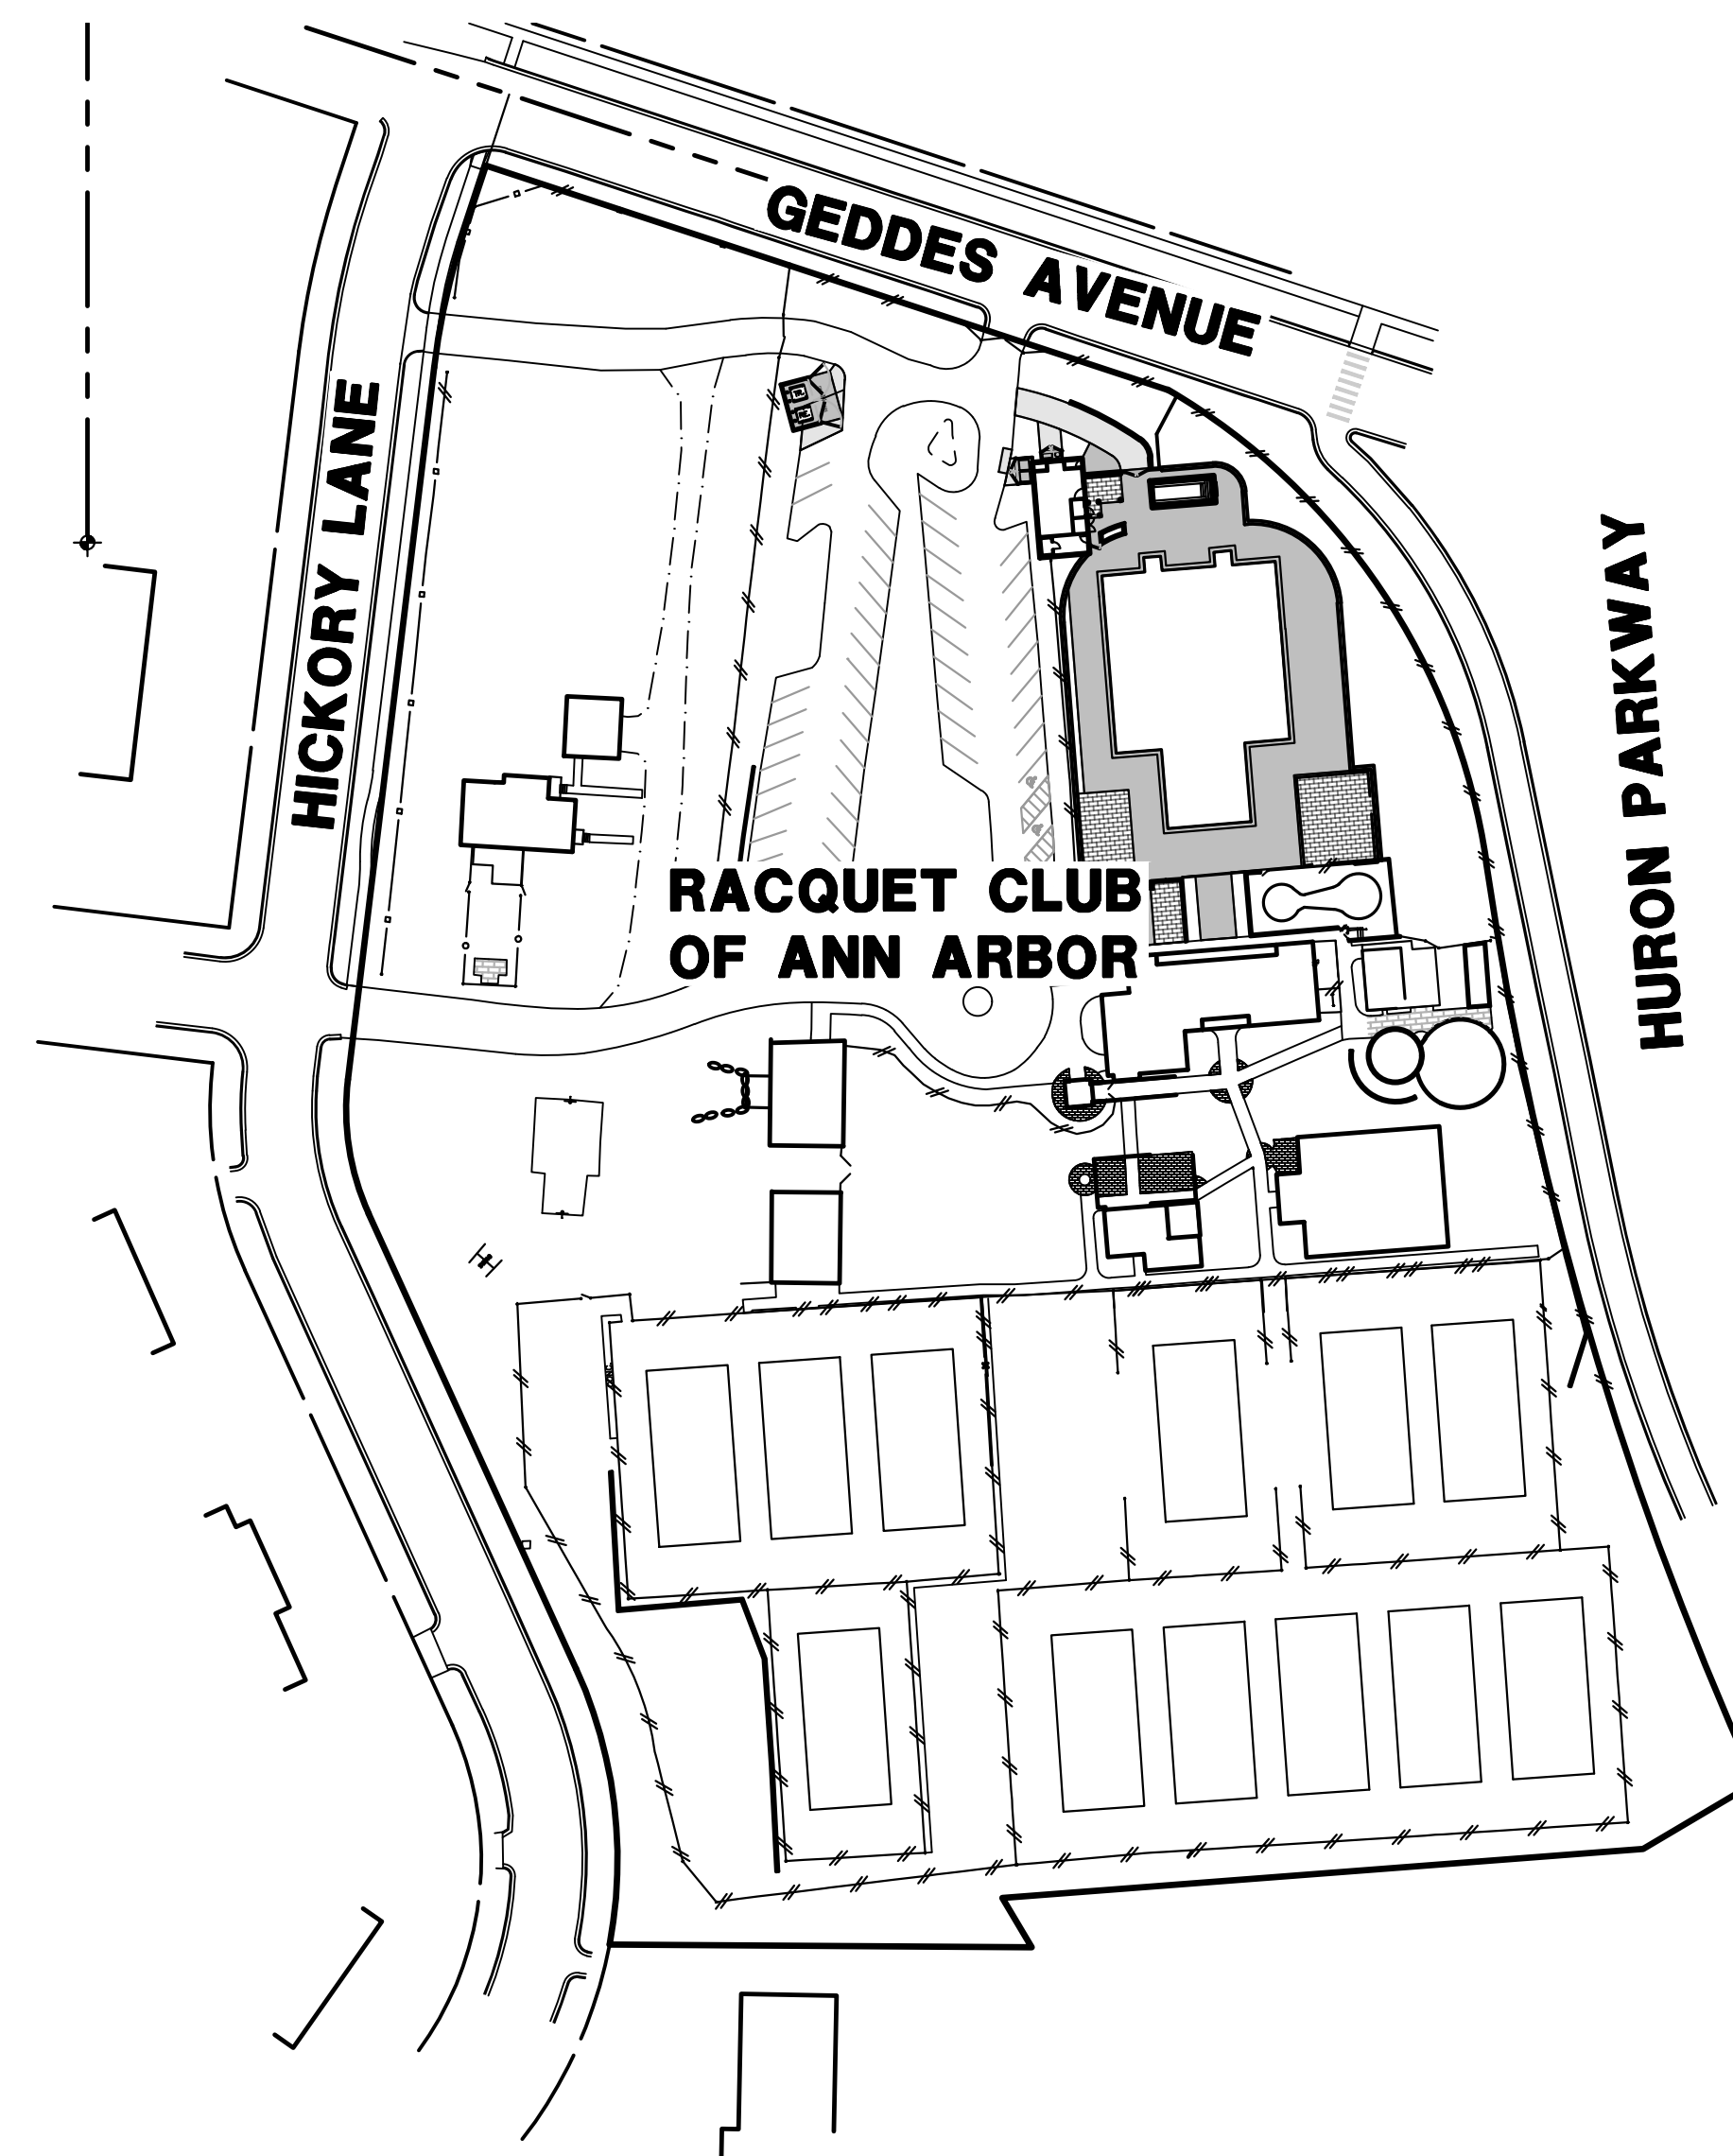 GEDDES AVENUE
HICKORY LANE
HURON PARKWAY
RACQUET CLUB
OF ANN ARBOR